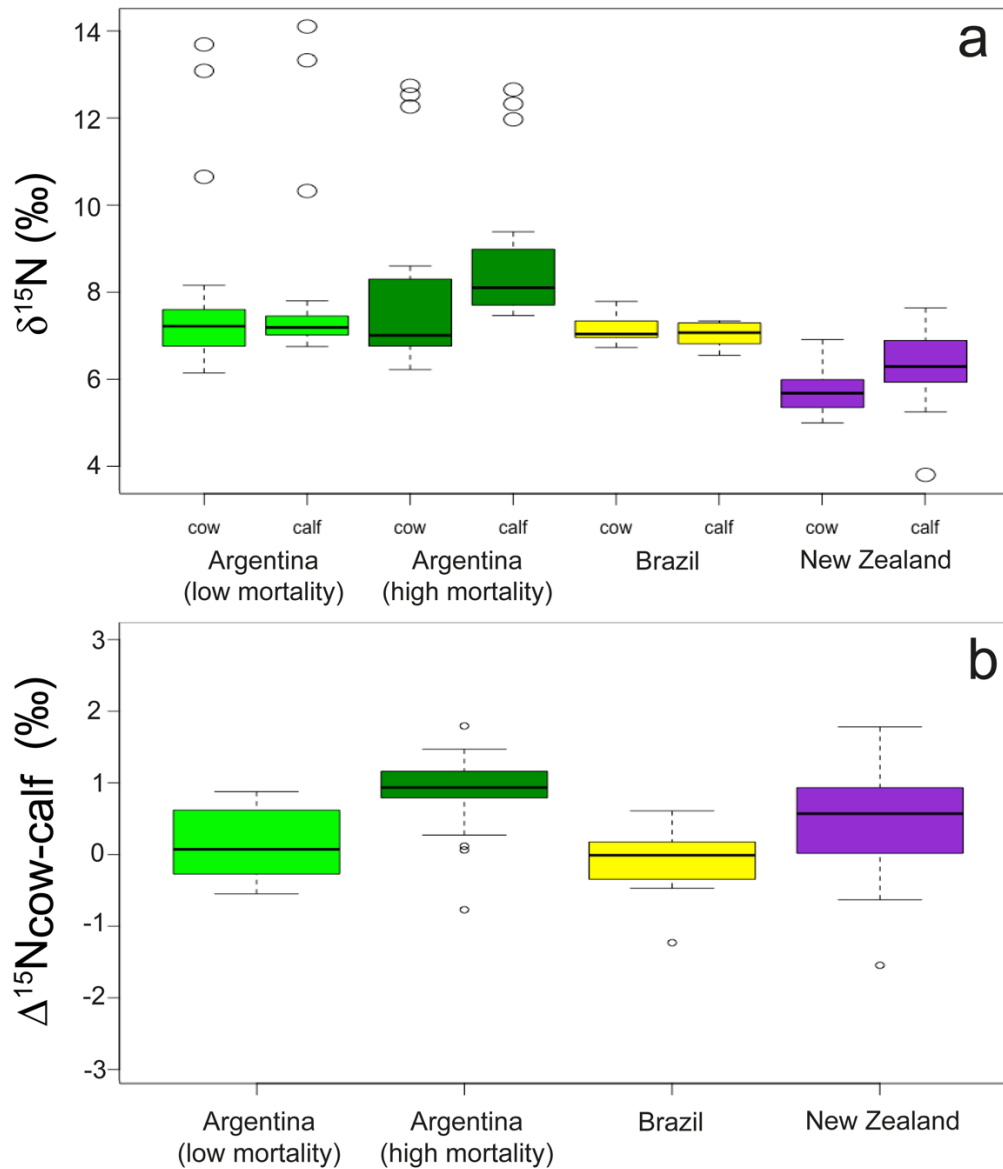 a
δ¹⁵N (‰)
14
12
10
8
6
4
cow calf cow calf cow calf cow calf
Argentina Argentina Brazil New Zealand
(low mortality) (high mortality)
b
Δ¹⁵Ncow-calf (‰)
3
2
1
0
-1
-2
-3
Argentina Argentina Brazil New Zealand
(low mortality) (high mortality)